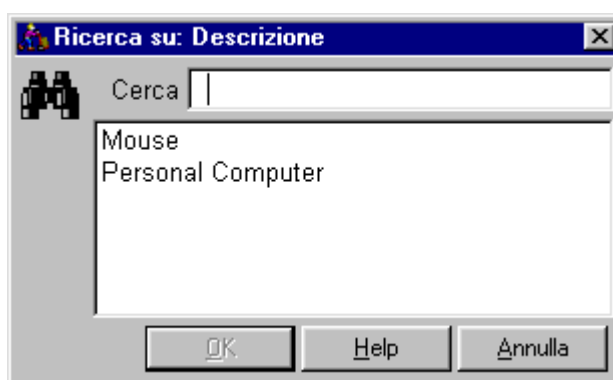 Ricerca su: Descrizione
Cerca
Mouse
Personal Computer
OK Help Annulla